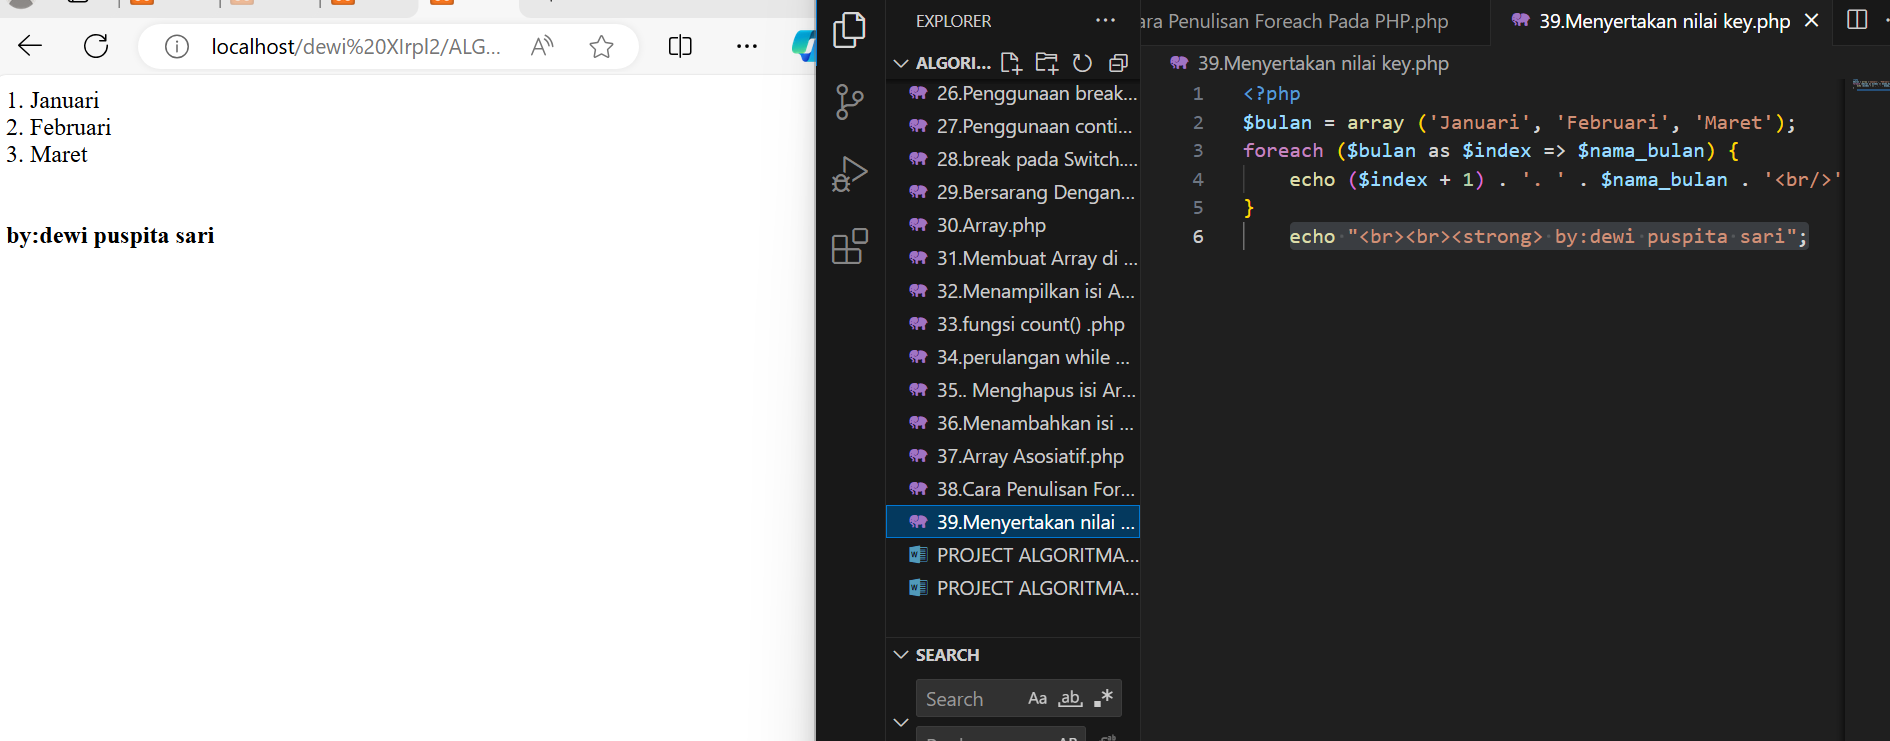 localhost/dewi%20XIrpl2/ALG...
1. Januari
2. Februari
3. Maret
by:dewi puspita sari
EXPLORER
ALGORI...
26.Penggunaan break...
27.Penggunaan conti...
28.break pada Switch....
29.Bersarang Dengan...
30.Array.php
31.Membuat Array di ...
32.Menampilkan isi A...
33.fungsi count() .php
34.perulangan while ...
35.. Menghapus isi Ar...
36.Menambahkan isi ...
37.Array Asosiatif.php
38.Cara Penulisan For...
39.Menyertakan nilai ...
PROJECT ALGORITMA...
PROJECT ALGORITMA...
SEARCH
Search Aa ab
ara Penulisan Foreach Pada PHP.php
39.Menyertakan nilai key.php
39.Menyertakan nilai key.php
1 <?php
2 $bulan = array ('Januari', 'Februari', 'Maret');
3 foreach ($bulan as $index => $nama_bulan) {
4 echo ($index + 1) . '. ' . $nama_bulan . '<br/>'
5 }
6 echo "<br><br><strong> by:dewi puspita sari";